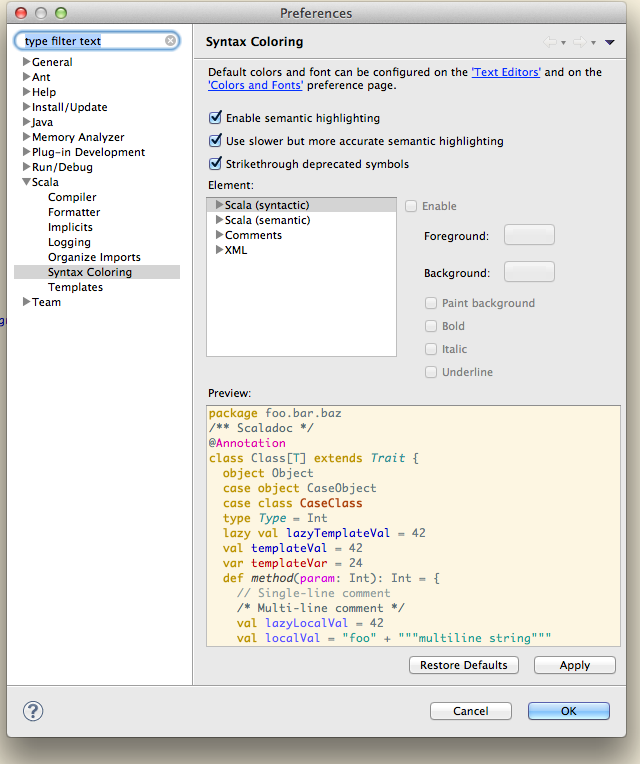 Preferences
type filter text
General
Ant
Help
Install/Update
Java
Memory Analyzer
Plug-in Development
Run/Debug
Scala
Compiler
Formatter
Implicits
Logging
Organize Imports
Syntax Coloring
Templates
Team
Syntax Coloring
Default colors and font can be configured on the 'Text Editors' and on the
'Colors and Fonts' preference page.
Enable semantic highlighting
Use slower but more accurate semantic highlighting
Strikethrough deprecated symbols
Element:
Scala (syntactic)
Scala (semantic)
Comments
XML
Enable
Foreground:
Background:
Paint background
Bold
Italic
Underline
Preview:
package foo.bar.baz
/** Scaladoc */
@Annotation
class Class[T] extends Trait {
  object Object
  case object CaseObject
  case class CaseClass
  type Type = Int
  lazy val lazyTemplateVal = 42
  val templateVal = 42
  var templateVar = 24
  def method(param: Int): Int = {
    // Single-line comment
    /* Multi-line comment */
    val lazyLocalVal = 42
    val localVal = "foo" + """multiline string"""
Restore Defaults
Apply
?
Cancel
OK